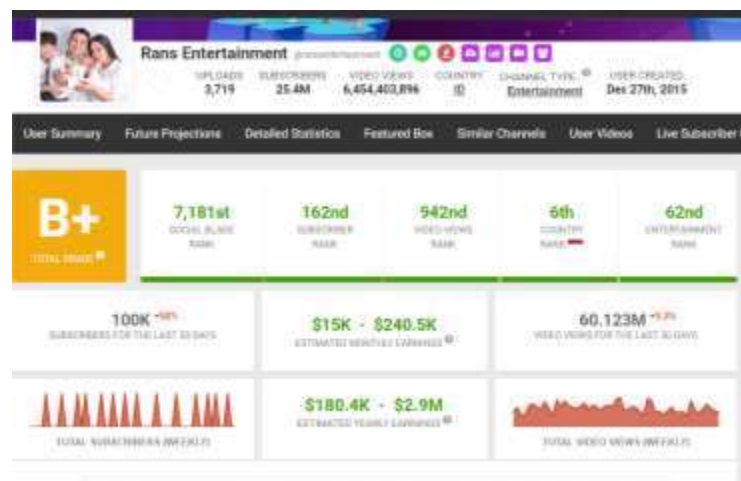 Rans Entertainment
UPLOADS SUBSCRIBERS VIDEO VIEWS COUNTRY CHANNEL TYPE USER CREATED
3,719 25.4M 6,454,403,896 ID Entertainment Dec 27th, 2015
User Summary Future Projections Detailed Statistics Featured Box Similar Channels User Videos Live Subscriber
B+
TOTAL GRADE
7,181st 162nd 942nd 6th 62nd
SOCIAL BLADE SUBSCRIBER VIDEO VIEWS COUNTRY ENTERTAINMENT
RANK RANK RANK RANK RANK
100K $15K - $240.5K 60.123M
SUBSCRIBERS FOR THE LAST 30 DAYS ESTIMATED MONTHLY EARNINGS VIDEO VIEWS FOR THE LAST 30 DAYS
$180.4K - $2.9M
TOTAL SUBSCRIBERS (WEEKLY) ESTIMATED YEARLY EARNINGS TOTAL VIDEO VIEWS (WEEKLY)